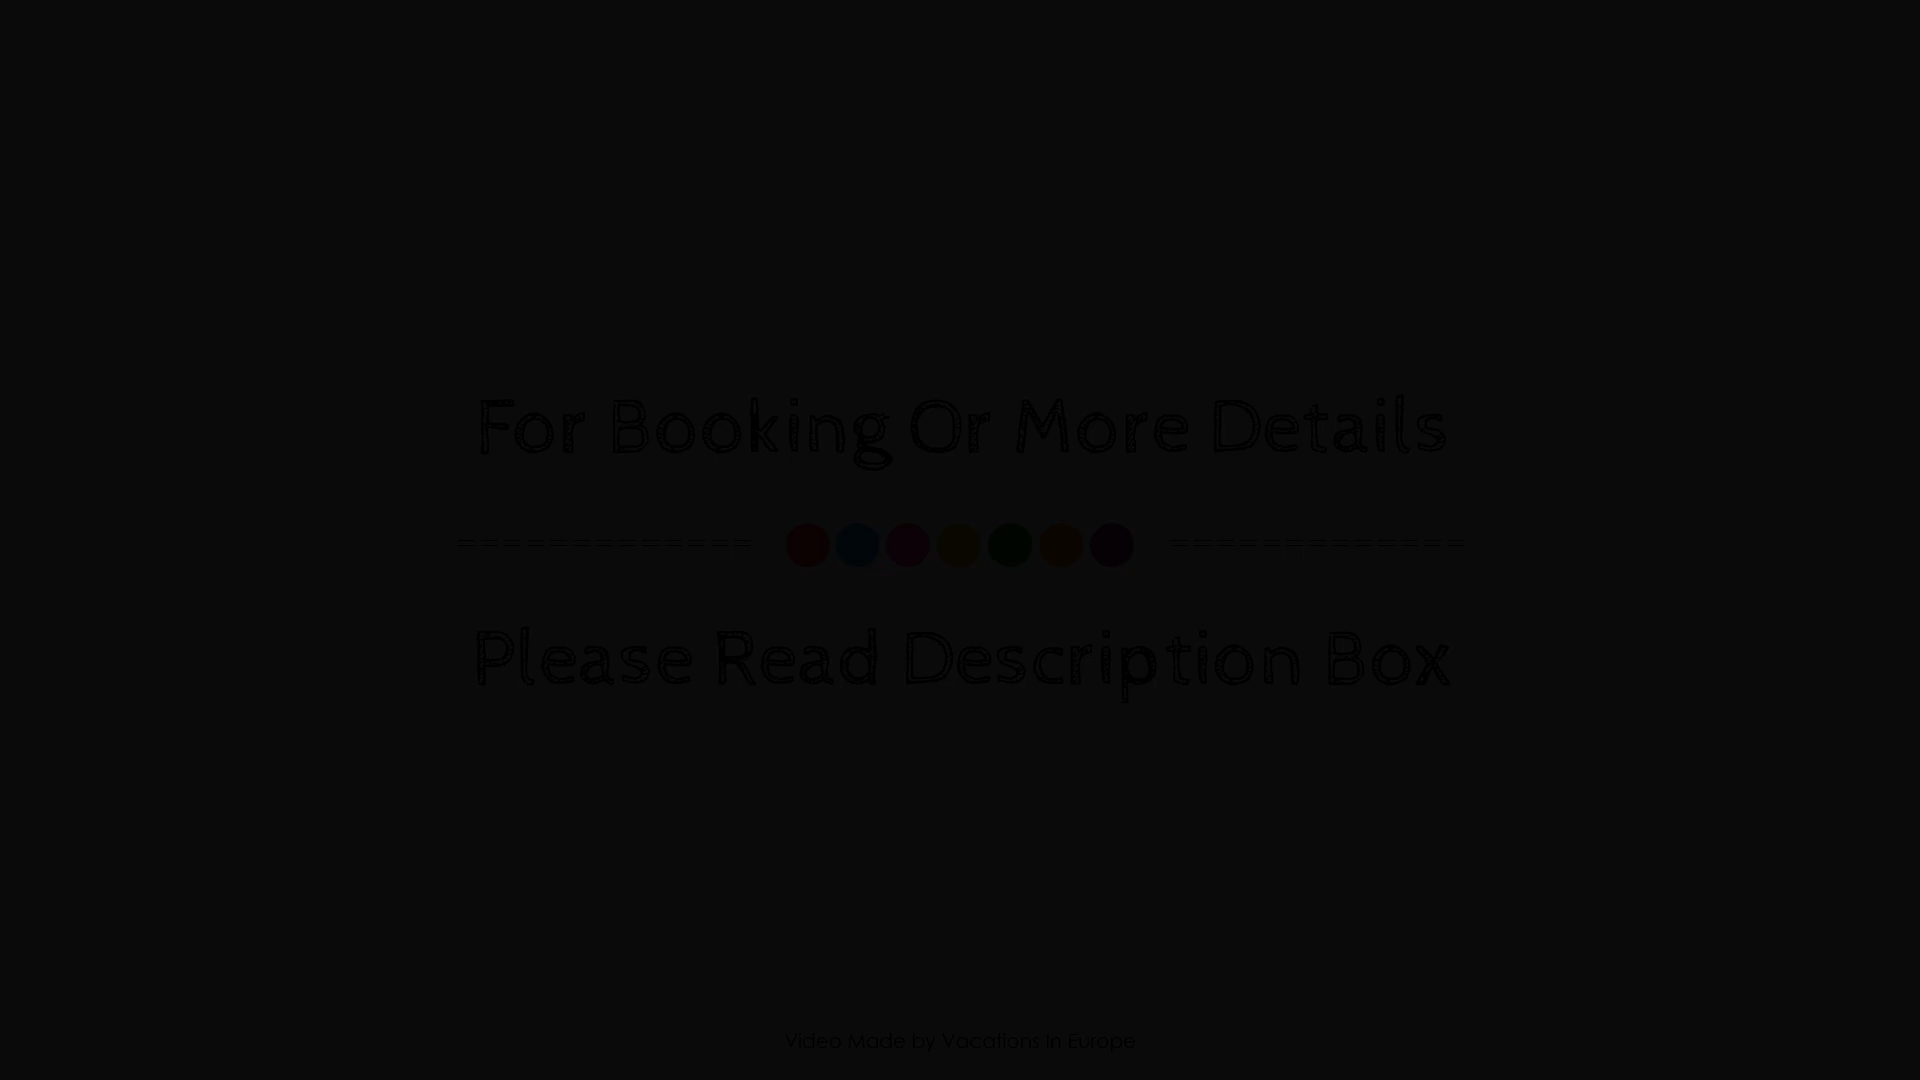 For Booking Or More Details
Please Read Description Box
Video Made by Vacations In Europe